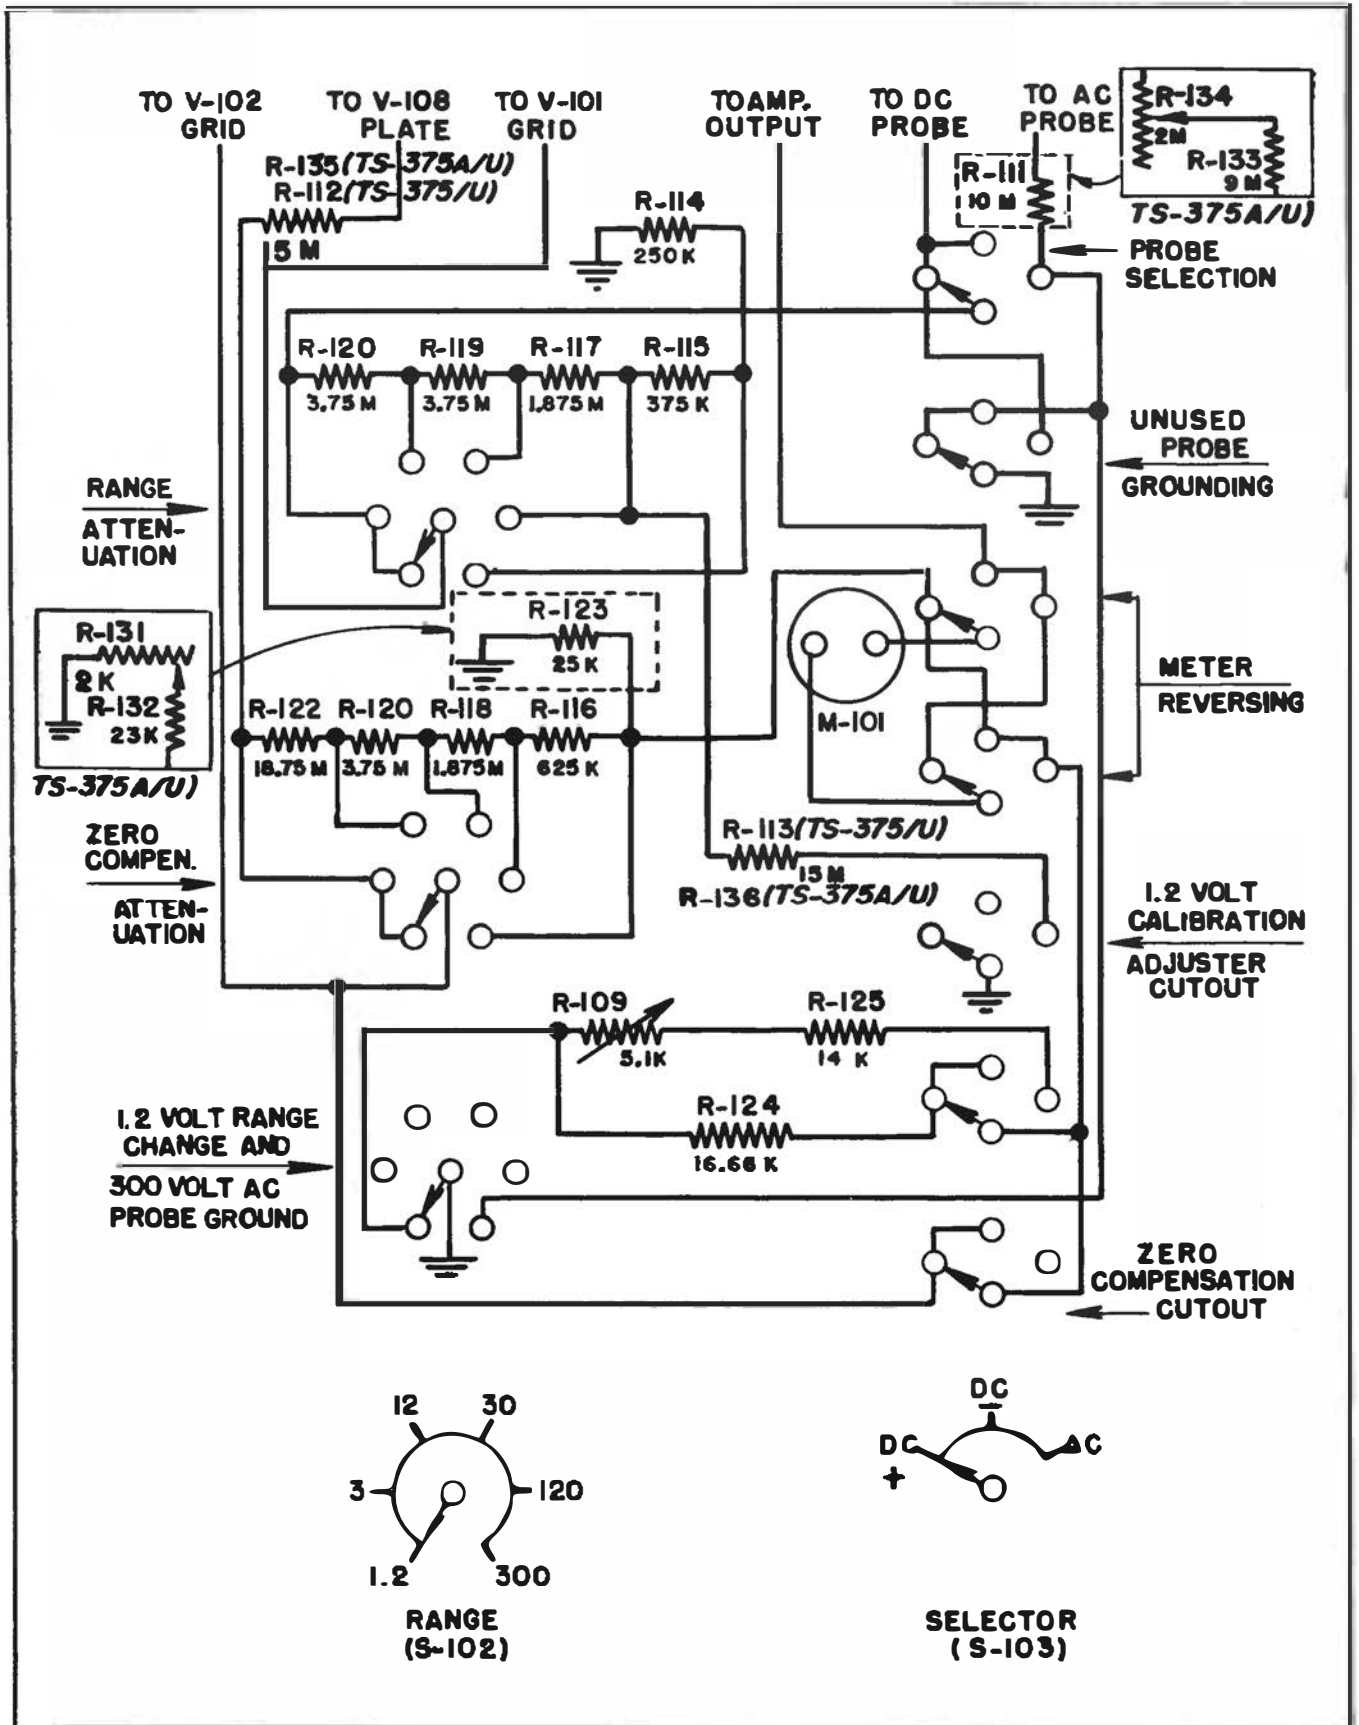 TO V-102
GRID
TO V-108
PLATE
TO V-101
GRID
TO AMP.
OUTPUT
TO DC
PROBE
TO AC
PROBE
R-134
2M
R-133
9 M
TS-375A/U)
R-135(TS-375A/U)
R-112(TS-375/U)
15 M
R-114
250 K
R-111
10 M
PROBE
SELECTION
R-120
3.75 M
R-119
3.75 M
R-117
1.875 M
R-115
375 K
UNUSED
PROBE
GROUNDING
RANGE
ATTEN-
UATION
R-123
25 K
R-131
2 K
R-132
23K
TS-375A/U)
M-101
METER
REVERSING
R-122
18.75 M
R-120
3.75 M
R-118
1.875M
R-116
625 K
ZERO
COMPEN.
ATTEN-
UATION
R-113(TS-375/U)
15 M
R-136(TS-375A/U)
1.2 VOLT
CALIBRATION
ADJUSTER
CUTOUT
R-109
5.1K
R-125
14 K
R-124
16.66 K
1.2 VOLT RANGE
CHANGE AND
300 VOLT AC
PROBE GROUND
ZERO
COMPENSATION
CUTOUT
12
30
3
120
1.2
300
RANGE
(S-102)
DC
-
DC
+
AC
SELECTOR
( S-103)